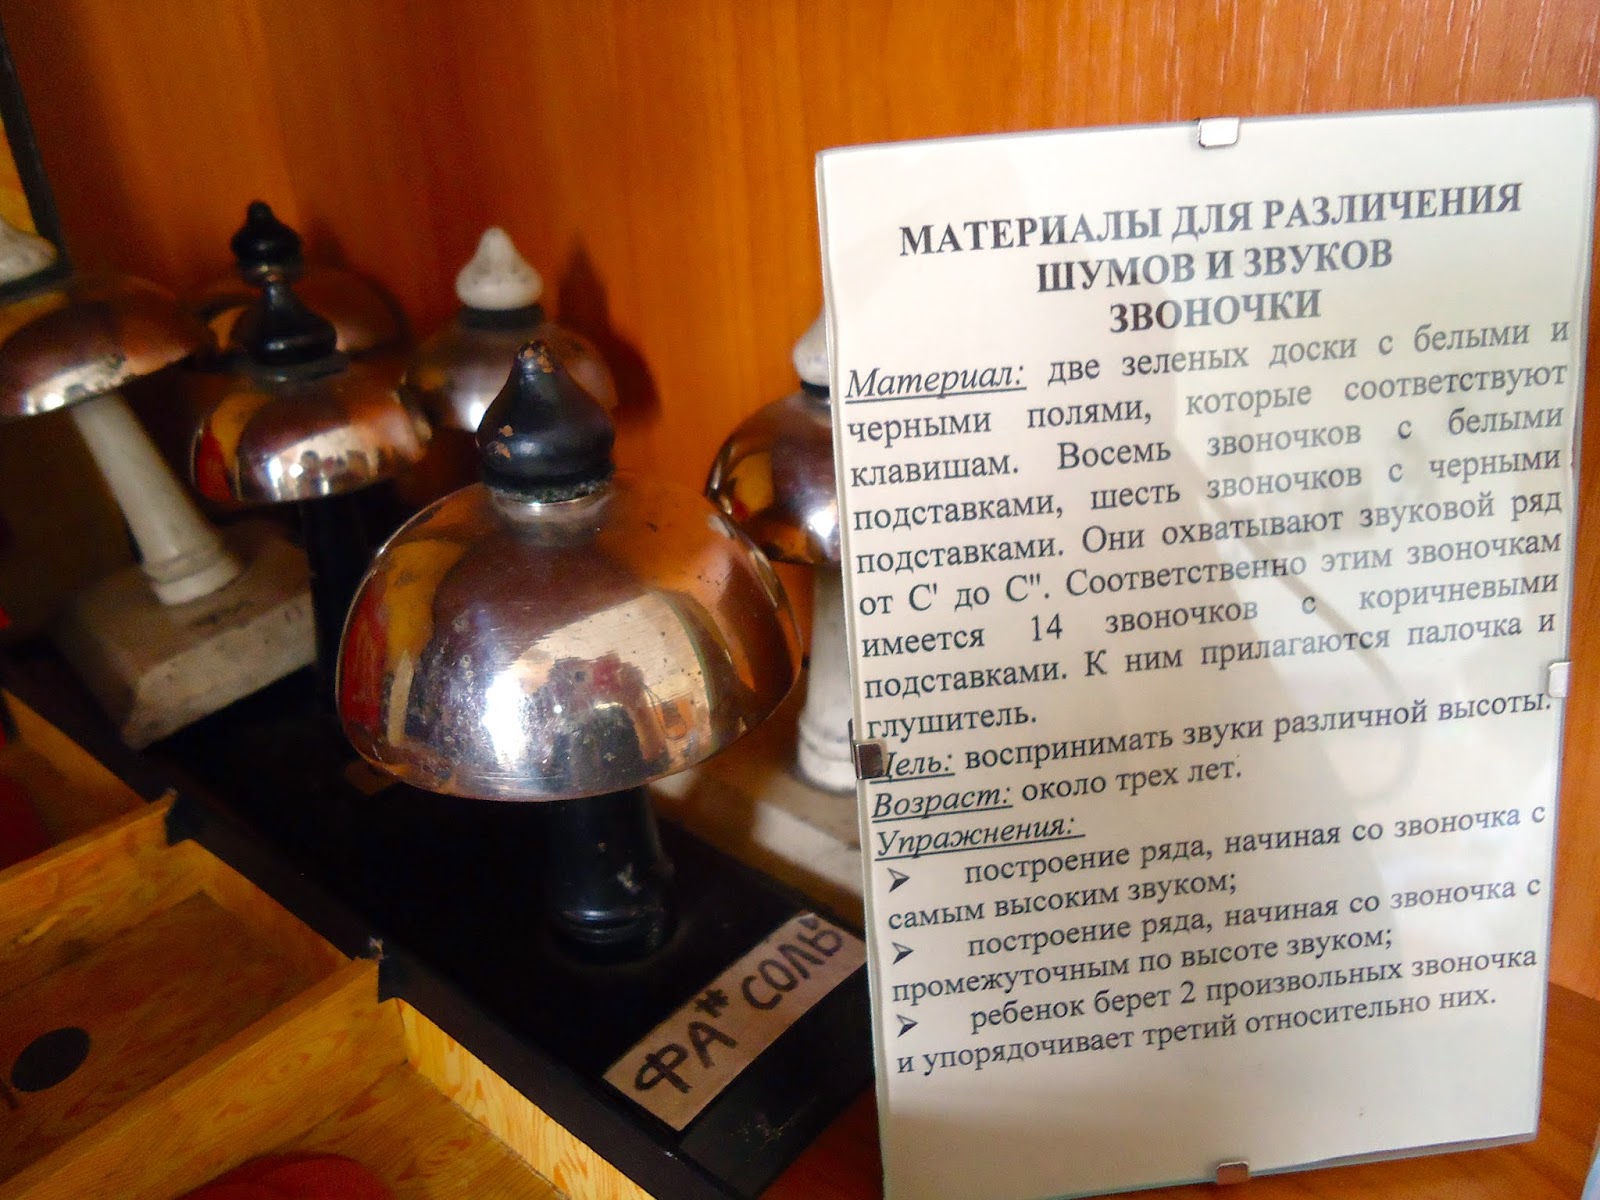 МАТЕРИАЛЫ ДЛЯ РАЗЛИЧЕНИЯ
ШУМОВ И ЗВУКОВ
ЗВОНОЧКИ
Материал: две зеленых доски с белыми и
черными полями, которые соответствуют
клавишам. Восемь звоночков с белыми
подставками, шесть звоночков с черными
подставками. Они охватывают звуковой ряд
от С' до С". Соответственно этим звоночкам
имеется 14 звоночков с коричневыми
подставками. К ним прилагаются палочка и
глушитель.
Цель: воспринимать звуки различной высоты.
Возраст: около трех лет.
Упражнения:
➢ построение ряда, начиная со звоночка с
самым высоким звуком;
➢ построение ряда, начиная со звоночка с
промежуточным по высоте звуком;
➢ ребенок берет 2 произвольных звоночка
и упорядочивает третий относительно них.
ФА# СОЛЬ